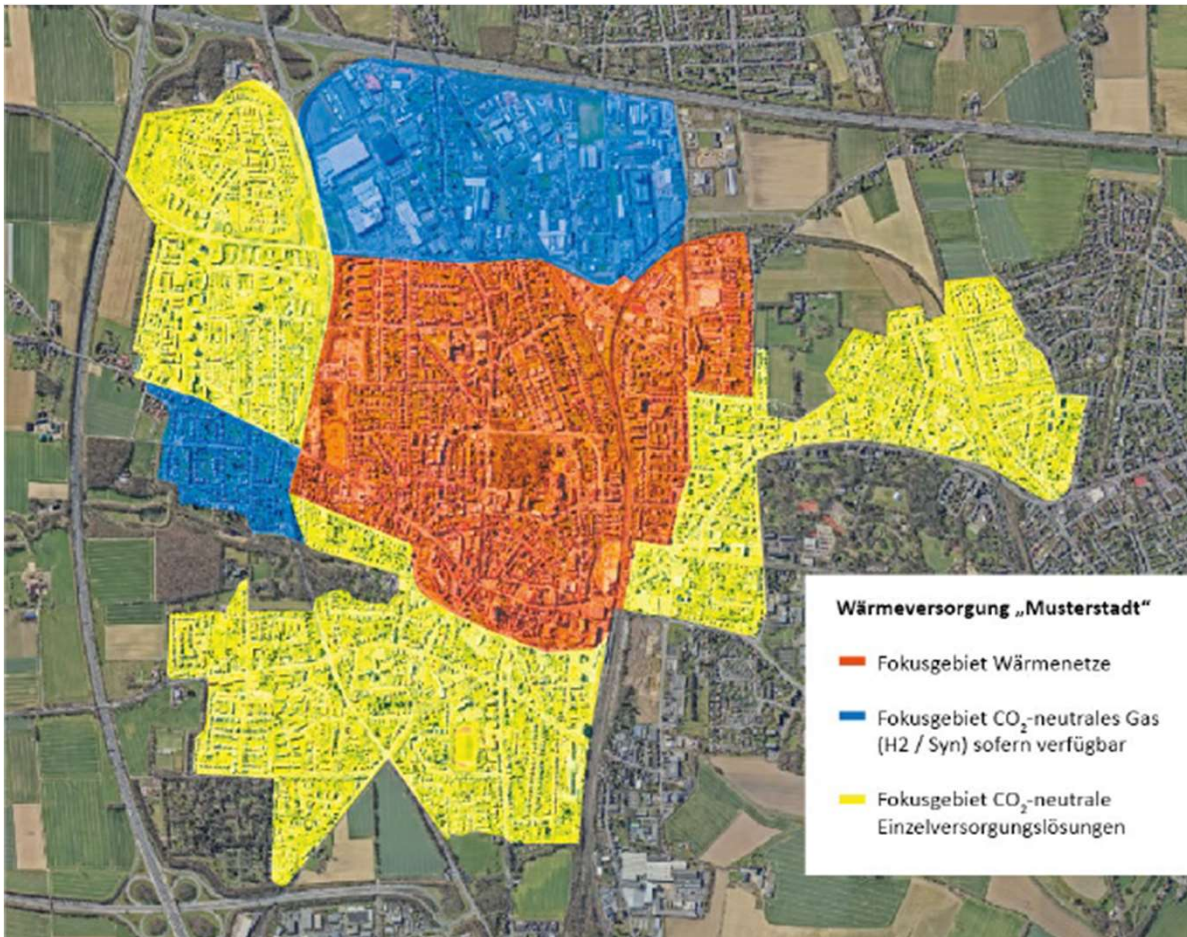 Wärmeversorgung „Musterstadt“
Fokusgebiet Wärmenetze
Fokusgebiet CO₂-neutrales Gas
(H2 / Syn) sofern verfügbar
Fokusgebiet CO₂-neutrale
Einzelversorgungslösungen